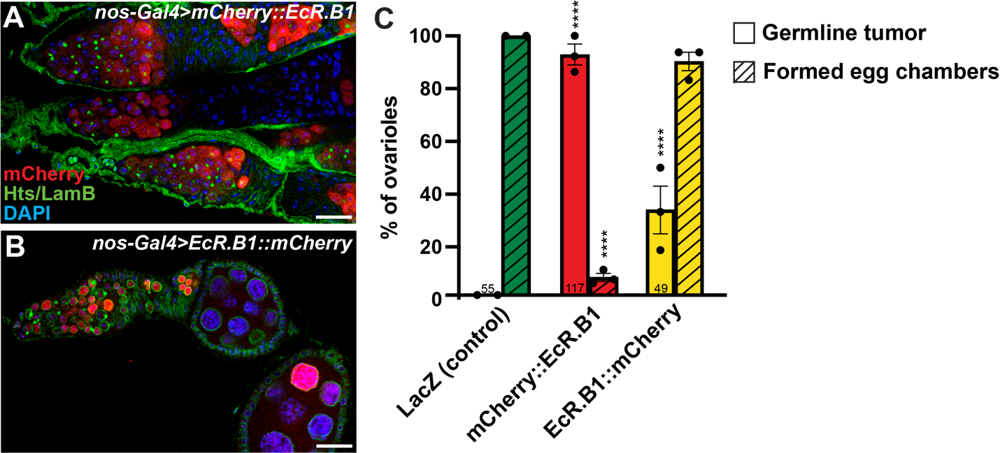 A
nos-Gal4>mCherry::EcR.B1
mCherry
Hts/LamB
DAPI
B
nos-Gal4>EcR.B1::mCherry
C
% of ovarioles
100
80
60
40
20
0
55
117
49
****
****
****
LacZ (control)
mCherry::EcR.B1
EcR.B1::mCherry
Germline tumor
Formed egg chambers